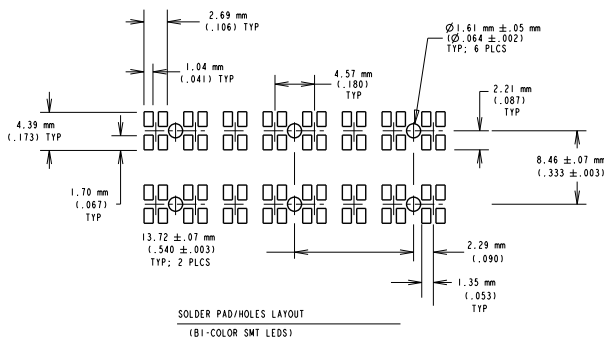 2.69 mm
(.106) TYP
1.04 mm
(.041) TYP
4.57 mm
(.180)
TYP
Ø1.61 mm ±.05 mm
(Ø.064 ±.002)
TYP; 6 PLCS
2.21 mm
(.087)
TYP
4.39 mm
(.173) TYP
8.46 ±.07 mm
(.333 ±.003)
1.70 mm
(.067)
TYP
13.72 ±.07 mm
(.540 ±.003)
TYP; 2 PLCS
2.29 mm
(.090)
1.35 mm
(.053)
TYP
SOLDER PAD/HOLES LAYOUT
(BI-COLOR SMT LEDS)